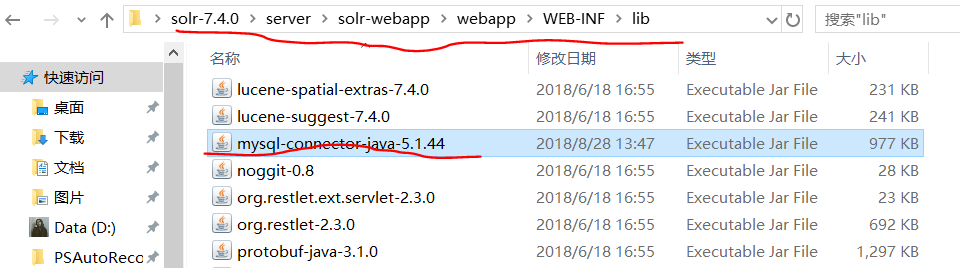 solr-7.4.0 › server › solr-webapp › webapp › WEB-INF › lib
搜索"lib"
快速访问
桌面
下载
文档
图片
Data (D:)
PSAutoReco
名称 修改日期 类型 大小
lucene-spatial-extras-7.4.0 2018/6/18 16:55 Executable Jar File 231 KB
lucene-suggest-7.4.0 2018/6/18 16:55 Executable Jar File 241 KB
mysql-connector-java-5.1.44 2018/8/28 13:47 Executable Jar File 977 KB
noggit-0.8 2018/6/18 16:55 Executable Jar File 28 KB
org.restlet.ext.servlet-2.3.0 2018/6/18 16:55 Executable Jar File 23 KB
org.restlet-2.3.0 2018/6/18 16:55 Executable Jar File 692 KB
protobuf-java-3.1.0 2018/6/18 16:55 Executable Jar File 1,297 KB